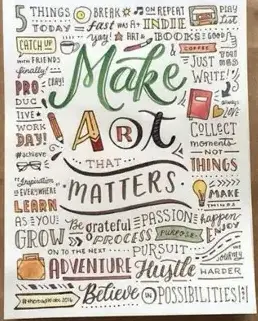 5 THINGS BREAK ON REPEAT PLAY
TODAY Fast WAS A INDIE LIST
CATCH UP yay! ART & BOOKS = GOOD
WITH FRIENDS & COFFEE
finally! Make JUST
PRO- WRITE!
DUC
TIVE ART always
WORK COLLECT
DAY! moments
#achieve THAT NOT
MATTERS. THINGS
"Inspiration
EVERYWHERE MAKE
LEARN THINGS
AS YOU Be grateful PASSION happen
GROW PROCESS PURPOSE ENJOY
ON TO THE NEXT PURSUIT THE JOURNEY
ADVENTURE Hustle HARDER
Believe IN POSSIBILITIES!